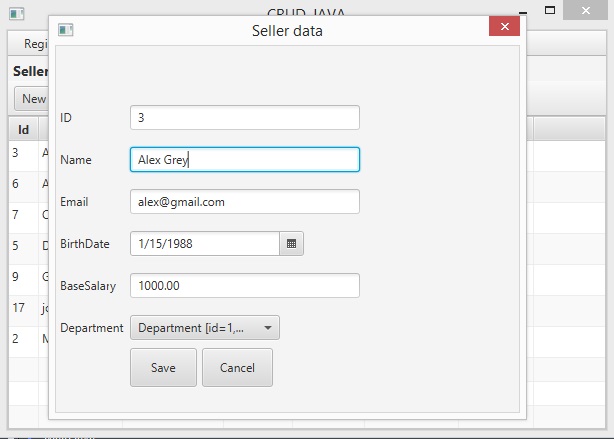 CRUD JAVA
Seller data
Regi
Seller
New
Id
ID
3
Name
Alex Grey
Email
alex@gmail.com
BirthDate
1/15/1988
BaseSalary
1000.00
Department
Department [id=1,...
Save
Cancel
3 A
6 A
7 C
5 D
9 G
17 jo
2 M